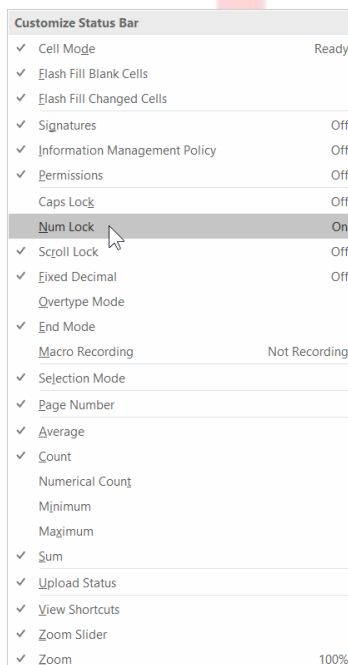 Customize Status Bar
Cell Mode Ready
Flash Fill Blank Cells
Flash Fill Changed Cells
Signatures Off
Information Management Policy Off
Permissions Off
Caps Lock Off
Num Lock On
Scroll Lock Off
Fixed Decimal Off
Overtype Mode
End Mode
Macro Recording Not Recording
Selection Mode
Page Number
Average
Count
Numerical Count
Minimum
Maximum
Sum
Upload Status
View Shortcuts
Zoom Slider
Zoom 100%